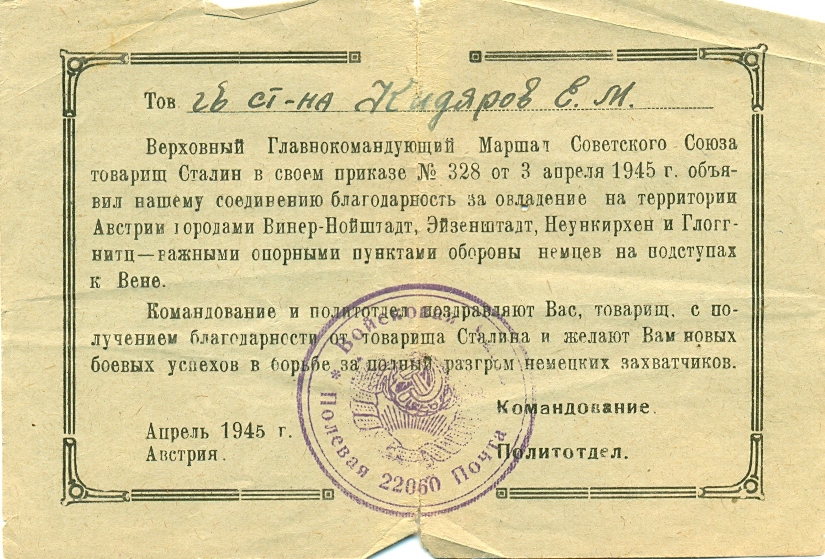 Тов. гв ст-на Кидяров Е. М.
Верховный Главнокомандующий Маршал Советского Союза
товарищ Сталин в своем приказе № 328 от 3 апреля 1945 г. объя-
вил нашему соединению благодарность за овладение на территории
Австрии городами Винер-Нойштадт, Эйзенштадт, Неункирхен и Глогг-
нитц—важными опорными пунктами обороны немцев на подступах
к Вене.
Командование и политотдел поздравляют Вас, товарищ, с по-
лучением благодарности от товарища Сталина и желают Вам новых
боевых успехов в борьбе за полный разгром немецких захватчиков.
Командование.
Апрель 1945 г.
Австрия.
Политотдел.
Войсковая
* Полевая 22060 Почта